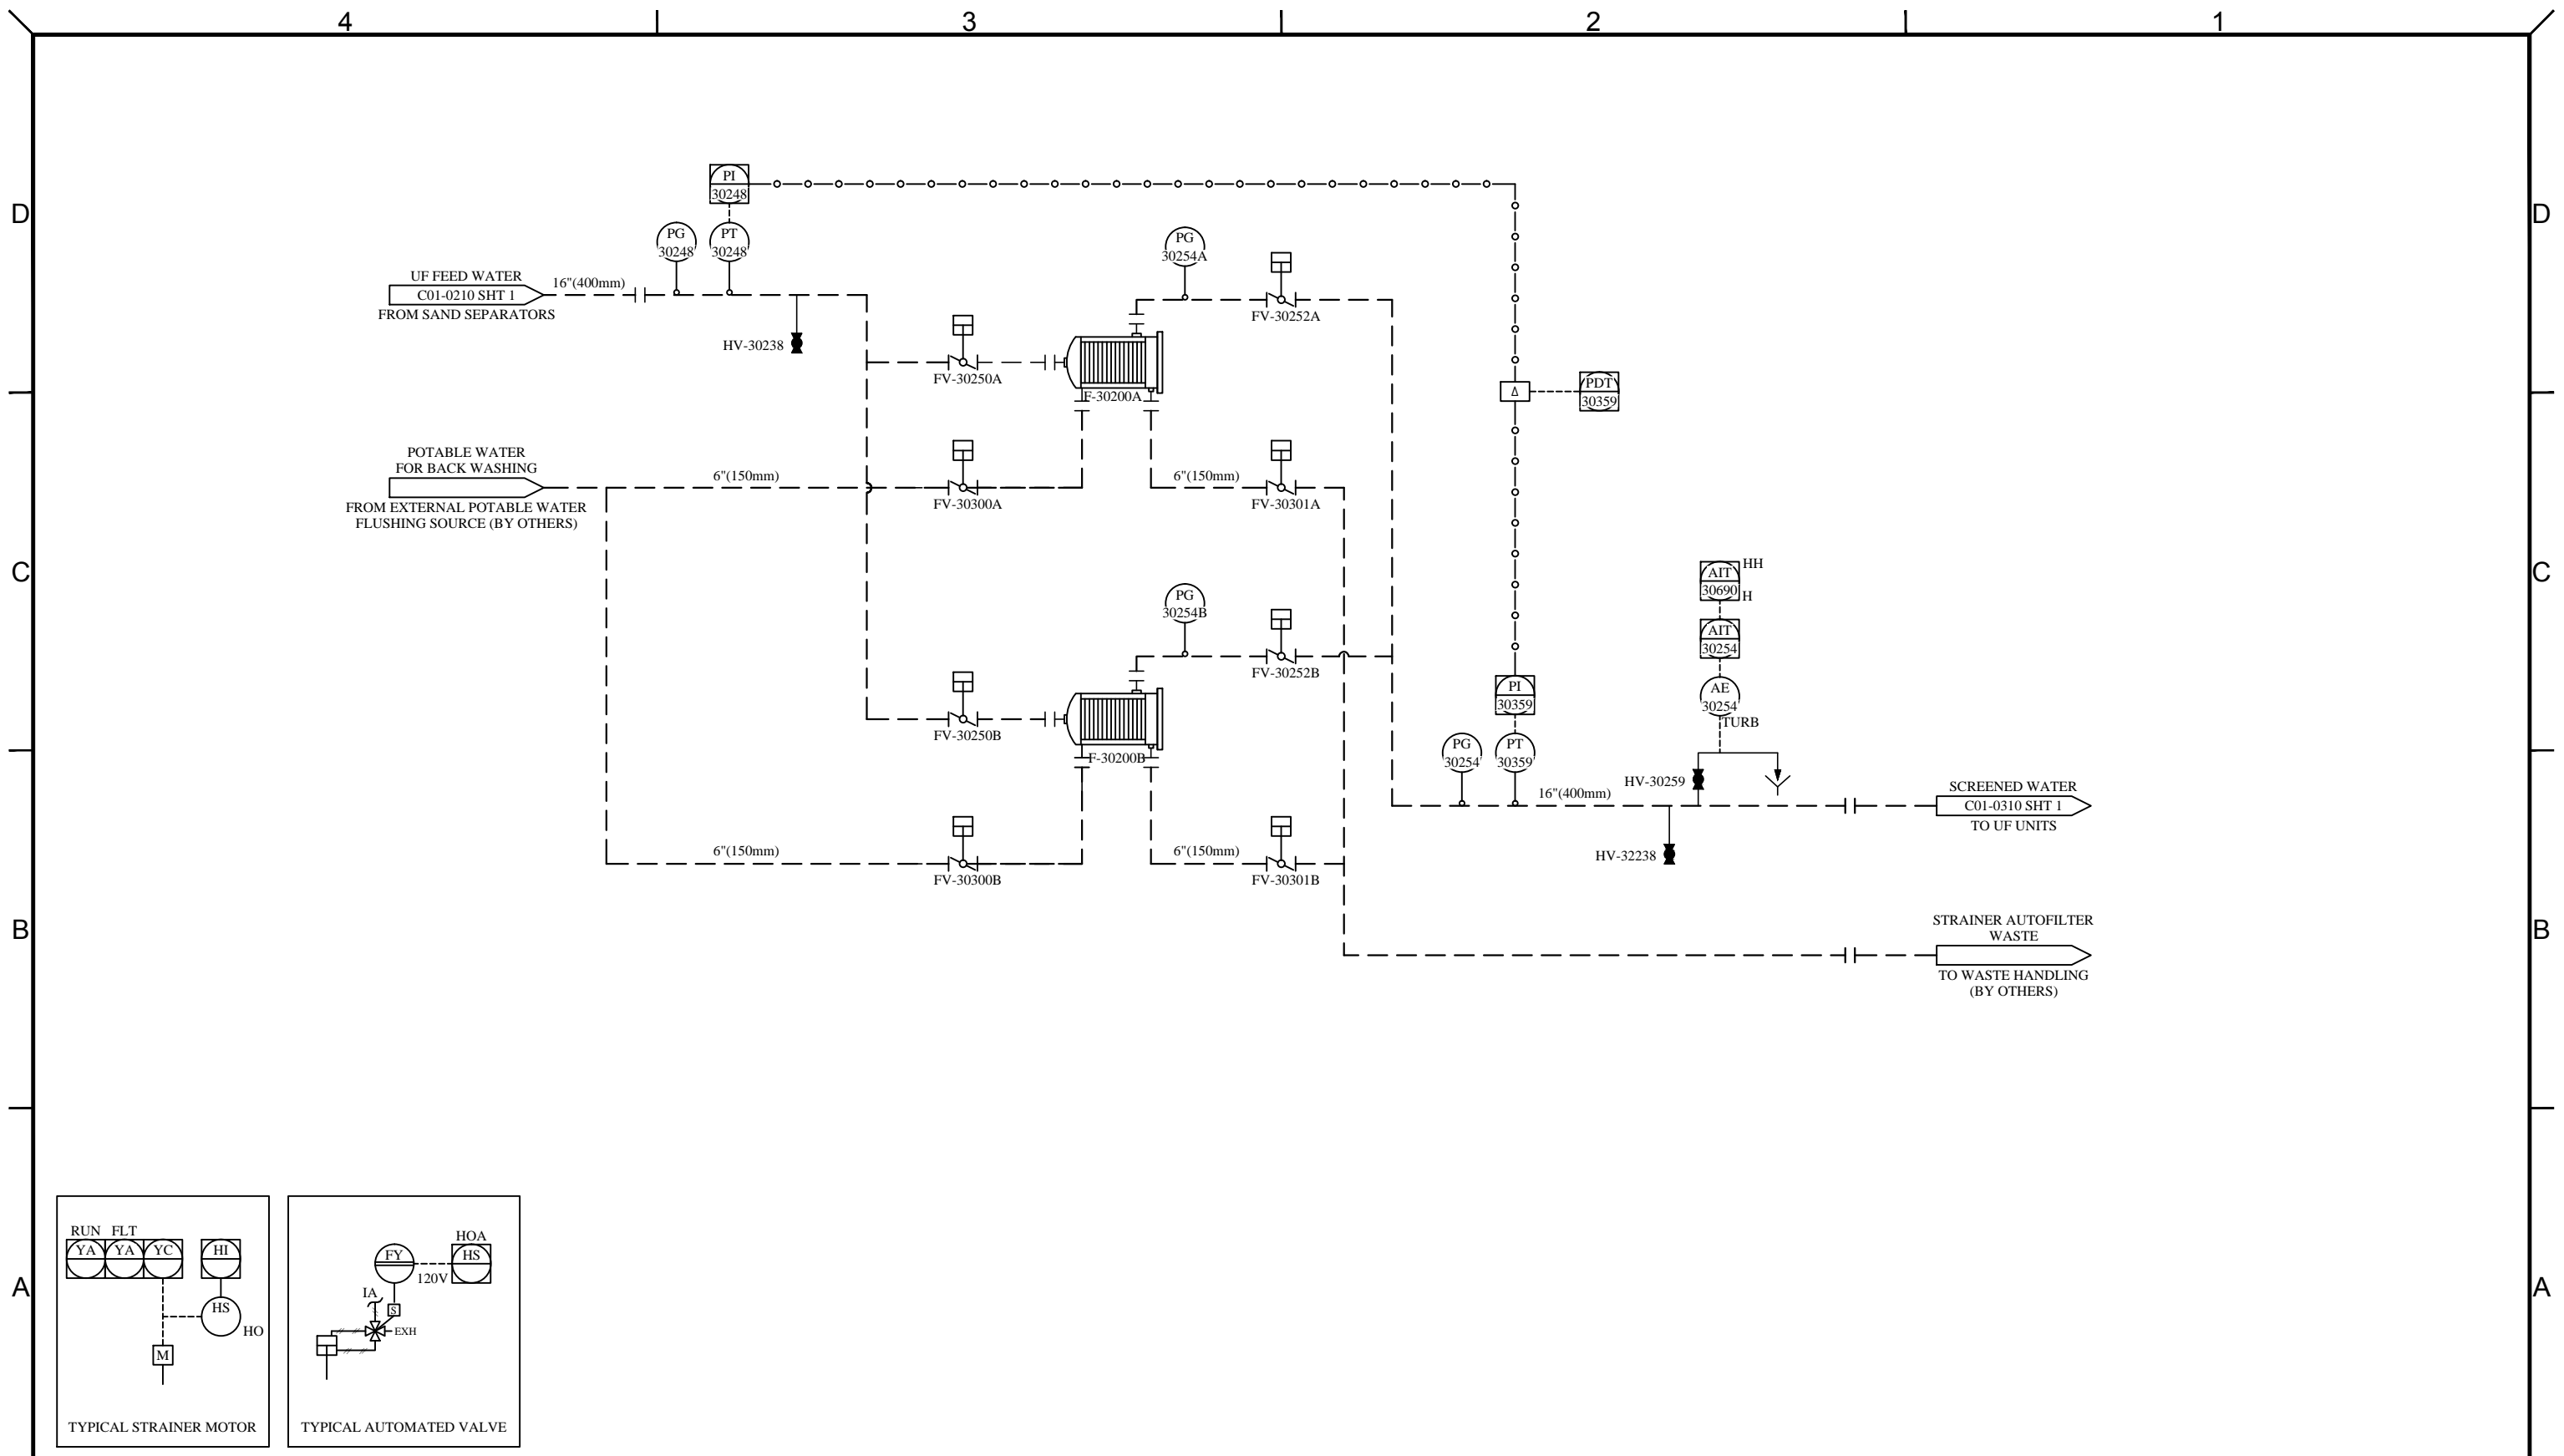 4
3
2
1
D
D
PI
30248
PG
30248
PT
30248
PG
30254A
UF FEED WATER
16"(400mm)
C01-0210 SHT 1
FROM SAND SEPARATORS
FV-30252A
HV-30238
FV-30250A
F-30200A
Δ
PDT
30359
POTABLE WATER
FOR BACK WASHING
6"(150mm)
6"(150mm)
FROM EXTERNAL POTABLE WATER
FLUSHING SOURCE (BY OTHERS)
FV-30300A
FV-30301A
C
C
AIT
30690
HH
H
PG
30254B
AIT
30254
FV-30252B
PI
30359
AE
30254
TURB
FV-30250B
F-30200B
PG
30254
PT
30359
HV-30259
16"(400mm)
SCREENED WATER
C01-0310 SHT 1
TO UF UNITS
6"(150mm)
6"(150mm)
HV-32238
FV-30300B
FV-30301B
B
B
STRAINER AUTOFILTER
WASTE
TO WASTE HANDLING
(BY OTHERS)
RUN FLT
YA YA YC HI
HS
HO
M
TYPICAL STRAINER MOTOR
HOA
FY
HS
120V
IA
S
EXH
TYPICAL AUTOMATED VALVE
A
A